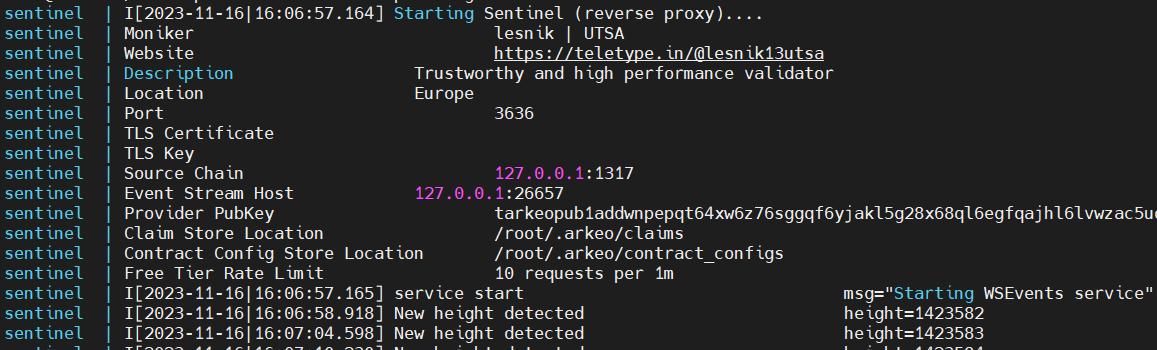 sentinel | I[2023-11-16|16:06:57.164] Starting Sentinel (reverse proxy)....
sentinel | Moniker lesnik | UTSA
sentinel | Website https://teletype.in/@lesnik13utsa
sentinel | Description Trustworthy and high performance validator
sentinel | Location Europe
sentinel | Port 3636
sentinel | TLS Certificate
sentinel | TLS Key
sentinel | Source Chain 127.0.0.1:1317
sentinel | Event Stream Host 127.0.0.1:26657
sentinel | Provider PubKey tarkeopub1addwnpepqt64xw6z76sggqf6yjakl5g28x68ql6egfqajhl6lvwzac5u
sentinel | Claim Store Location /root/.arkeo/claims
sentinel | Contract Config Store Location /root/.arkeo/contract_configs
sentinel | Free Tier Rate Limit 10 requests per 1m
sentinel | I[2023-11-16|16:06:57.165] service start msg="Starting WSEvents service"
sentinel | I[2023-11-16|16:06:58.918] New height detected height=1423582
sentinel | I[2023-11-16|16:07:04.598] New height detected height=1423583